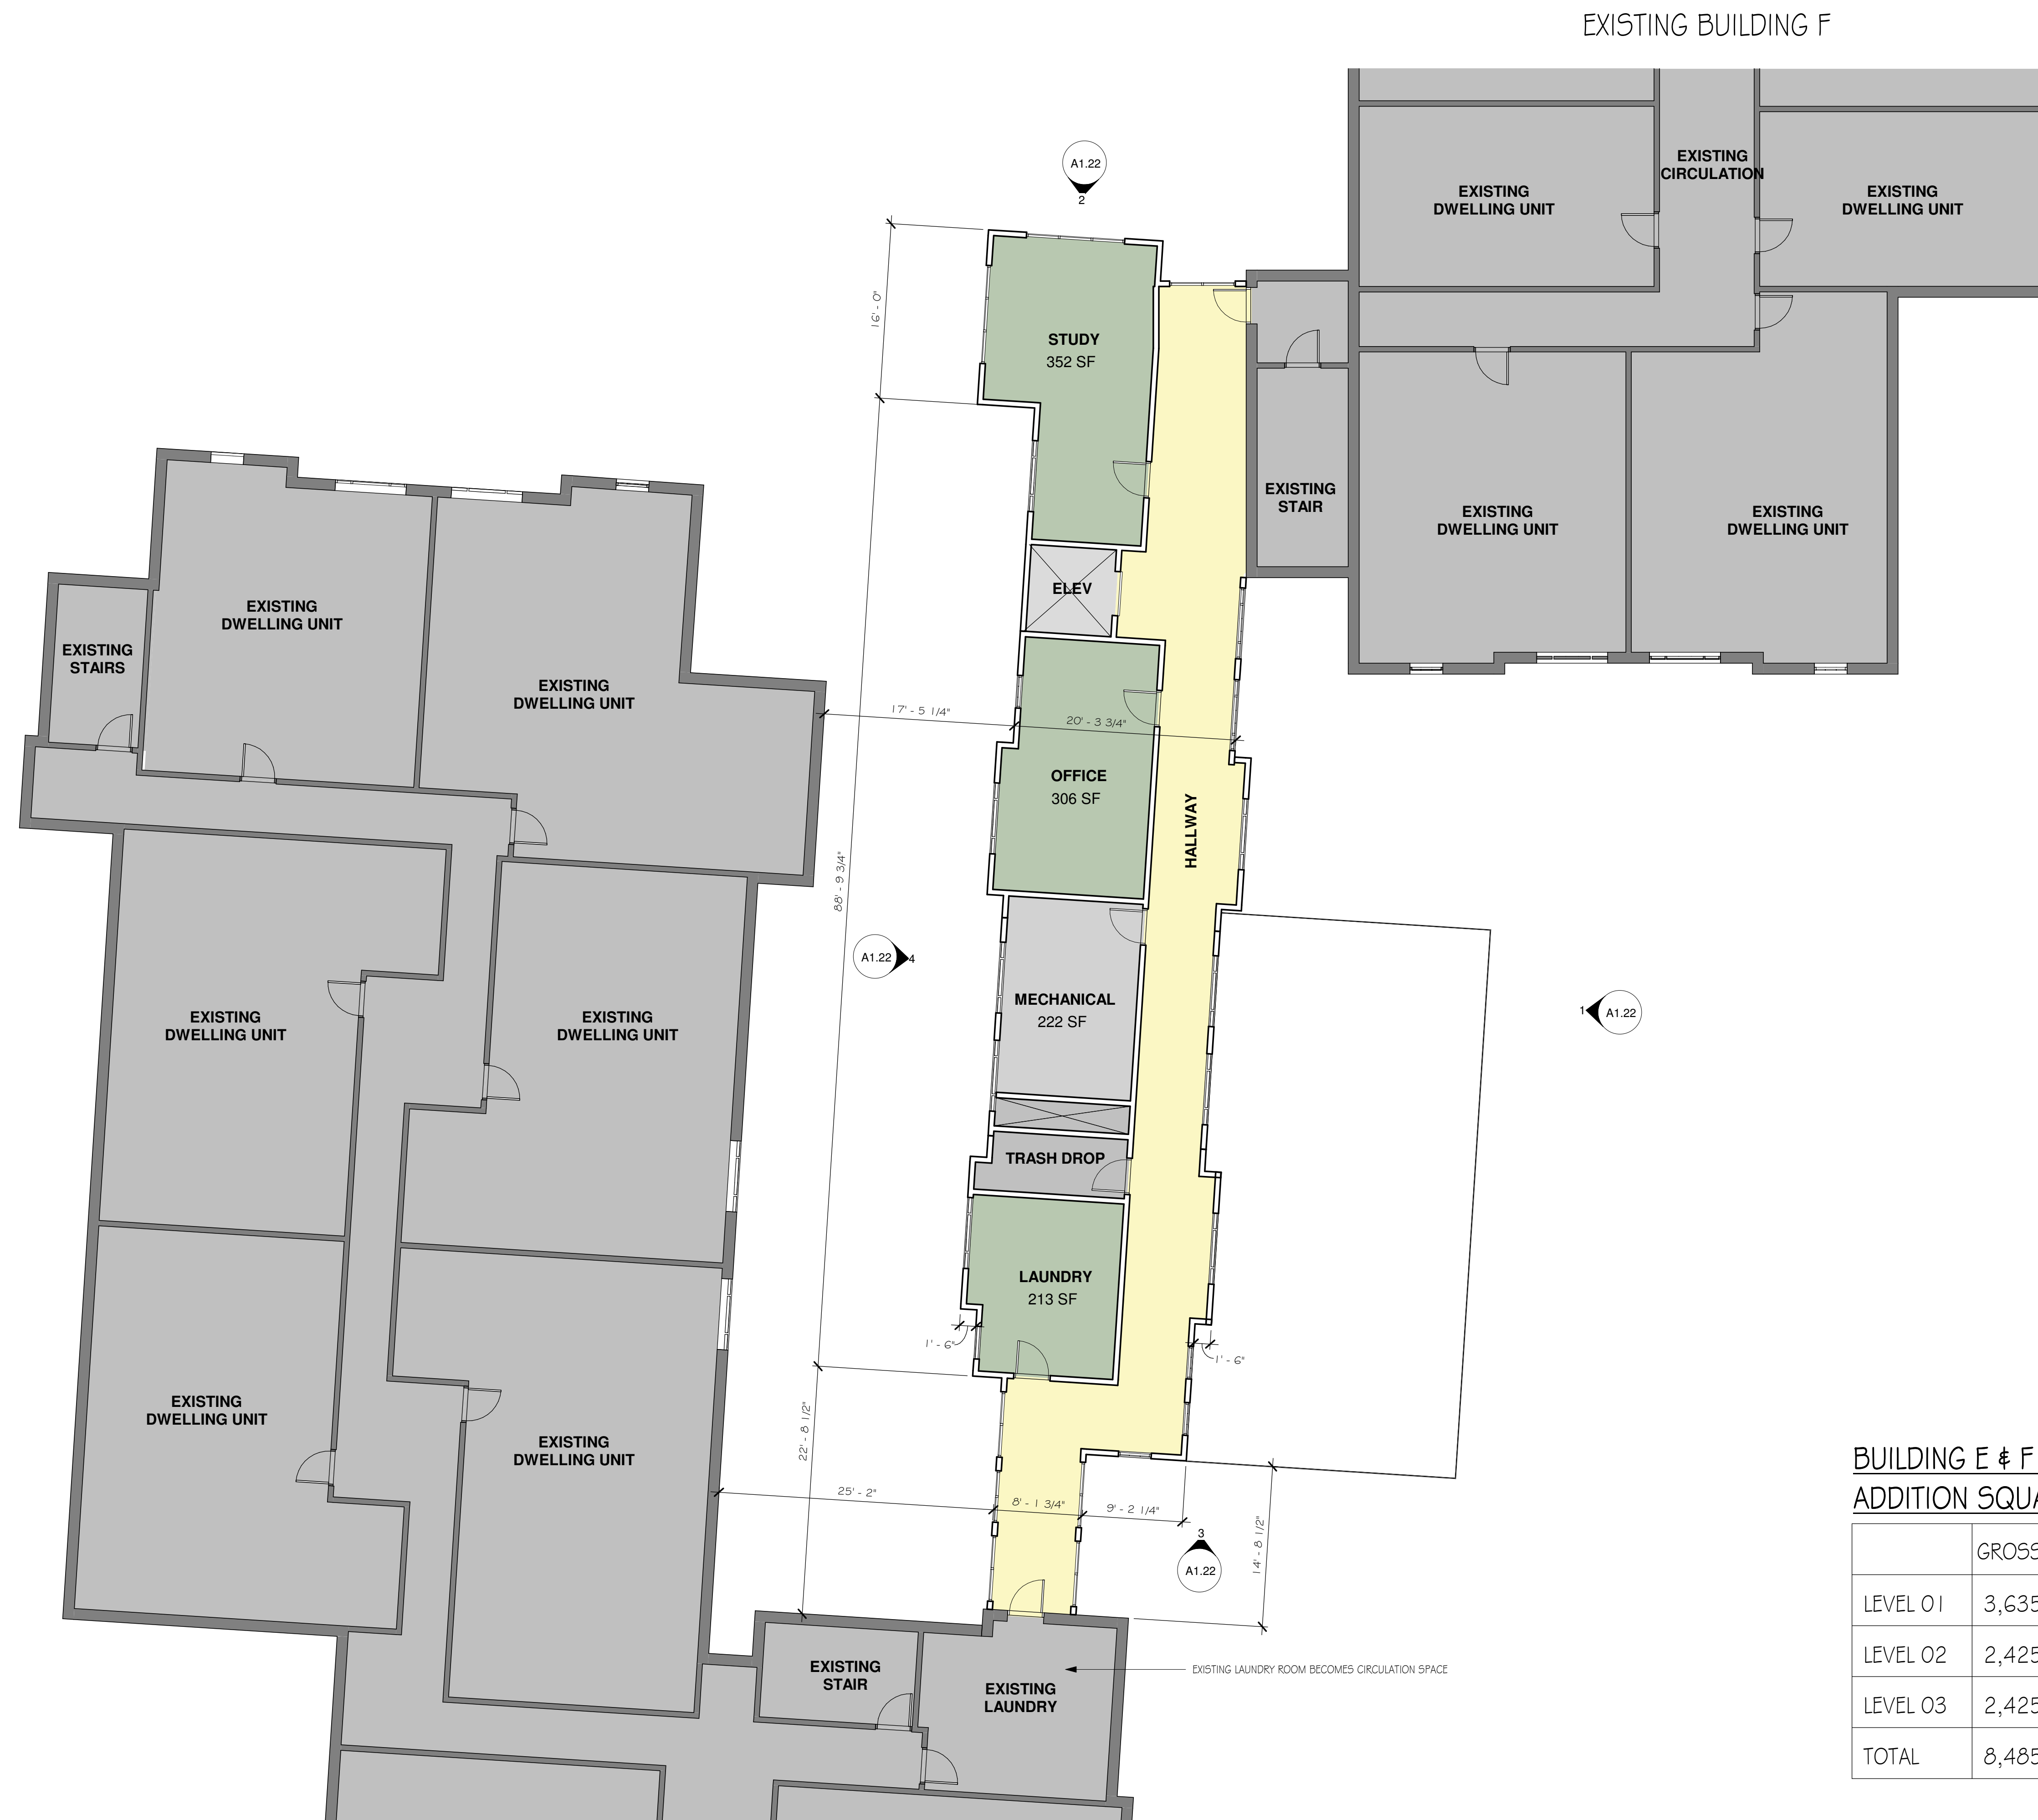 EXISTING BUILDING F
A1.22
2
EXISTING
CIRCULATION
EXISTING
DWELLING UNIT
EXISTING
DWELLING UNIT
16' - 0"
STUDY
352 SF
EXISTING
STAIR
EXISTING
DWELLING UNIT
EXISTING
DWELLING UNIT
ELEV
EXISTING
DWELLING UNIT
EXISTING
STAIRS
EXISTING
DWELLING UNIT
17' - 5 1/4"
20' - 3 3/4"
OFFICE
306 SF
HALLWAY
88' - 9 3/4"
A1.22
4
MECHANICAL
222 SF
1
A1.22
EXISTING
DWELLING UNIT
EXISTING
DWELLING UNIT
TRASH DROP
LAUNDRY
213 SF
1' - 6"
1' - 6"
EXISTING
DWELLING UNIT
EXISTING
DWELLING UNIT
22' - 8 1/2"
25' - 2"
8' - 1 3/4"
9' - 2 1/4"
14' - 8 1/2"
3
A1.22
EXISTING
STAIR
EXISTING
LAUNDRY
EXISTING LAUNDRY ROOM BECOMES CIRCULATION SPACE
BUILDING E & F
ADDITION SQUA
GROSS
LEVEL 01 3,635
LEVEL 02 2,425
LEVEL 03 2,425
TOTAL 8,485